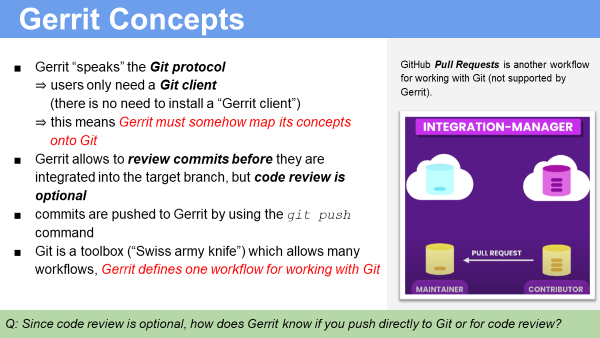 Gerrit Concepts
■ Gerrit “speaks” the Git protocol
⇒ users only need a Git client
(there is no need to install a “Gerrit client”)
⇒ this means Gerrit must somehow map its concepts
onto Git
■ Gerrit allows to review commits before they are
integrated into the target branch, but code review is
optional
■ commits are pushed to Gerrit by using the git push
command
■ Git is a toolbox (“Swiss army knife”) which allows many
workflows, Gerrit defines one workflow for working with Git
GitHub Pull Requests is another workflow
for working with Git (not supported by
Gerrit).
INTEGRATION-MANAGER
PULL REQUEST
MAINTAINER
CONTRIBUTOR
Q: Since code review is optional, how does Gerrit know if you push directly to Git or for code review?